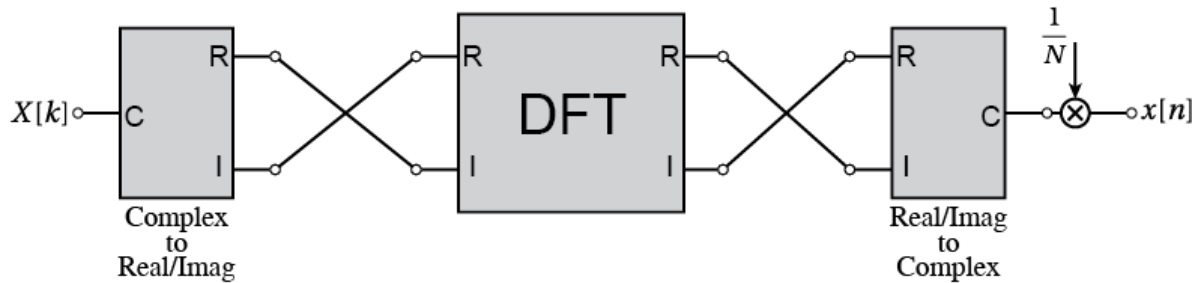 X[k]
C
R
I
Complex
to
Real/Imag
R
I
DFT
R
I
R
I
C
Real/Imag
to
Complex
1
N
x[n]